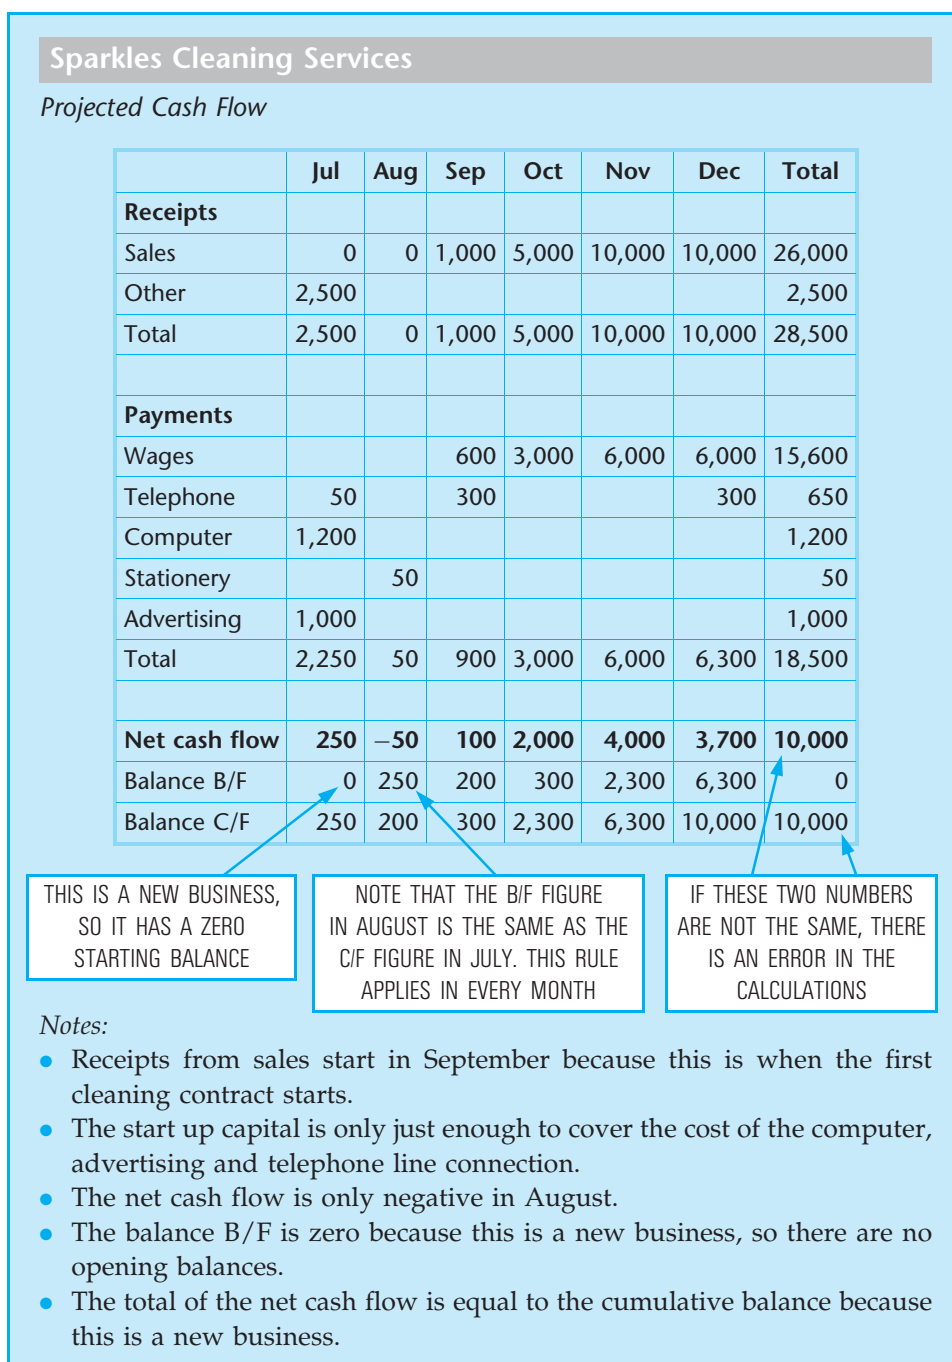 Sparkles Cleaning Services
Projected Cash Flow
Jul Aug Sep Oct Nov Dec Total
Receipts
Sales 0 0 1,000 5,000 10,000 10,000 26,000
Other 2,500 2,500
Total 2,500 0 1,000 5,000 10,000 10,000 28,500
Payments
Wages 600 3,000 6,000 6,000 15,600
Telephone 50 300 300 650
Computer 1,200 1,200
Stationery 50 50
Advertising 1,000 1,000
Total 2,250 50 900 3,000 6,000 6,300 18,500
Net cash flow 250 −50 100 2,000 4,000 3,700 10,000
Balance B/F 0 250 200 300 2,300 6,300 0
Balance C/F 250 200 300 2,300 6,300 10,000 10,000
THIS IS A NEW BUSINESS,
SO IT HAS A ZERO
STARTING BALANCE
NOTE THAT THE B/F FIGURE
IN AUGUST IS THE SAME AS THE
C/F FIGURE IN JULY. THIS RULE
APPLIES IN EVERY MONTH
IF THESE TWO NUMBERS
ARE NOT THE SAME, THERE
IS AN ERROR IN THE
CALCULATIONS
Notes:
● Receipts from sales start in September because this is when the first
cleaning contract starts.
● The start up capital is only just enough to cover the cost of the computer,
advertising and telephone line connection.
● The net cash flow is only negative in August.
● The balance B/F is zero because this is a new business, so there are no
opening balances.
● The total of the net cash flow is equal to the cumulative balance because
this is a new business.